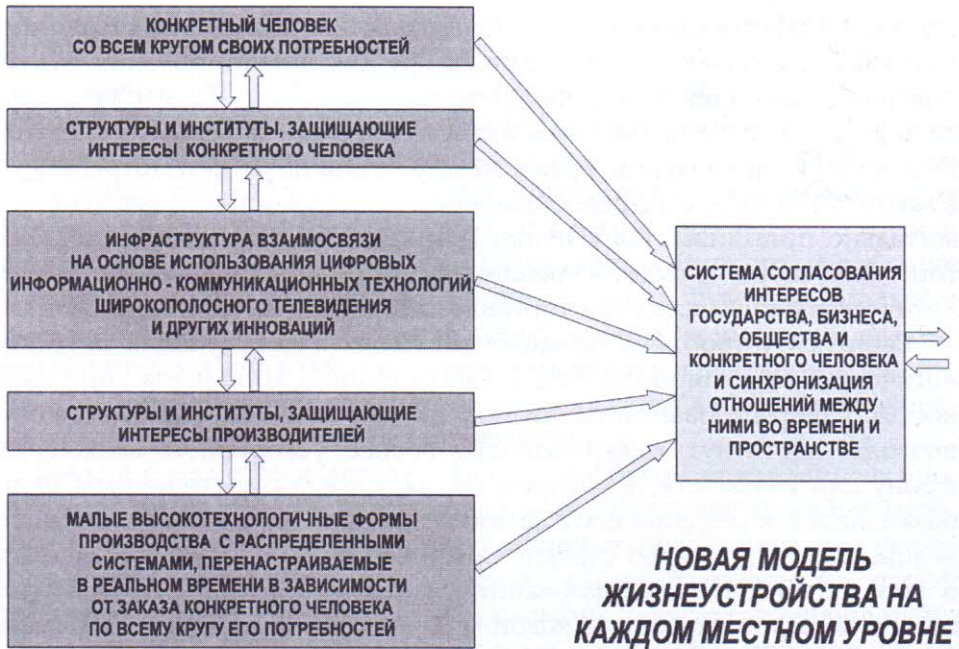 КОНКРЕТНЫЙ ЧЕЛОВЕК
СО ВСЕМ КРУГОМ СВОИХ ПОТРЕБНОСТЕЙ
СТРУКТУРЫ И ИНСТИТУТЫ, ЗАЩИЩАЮЩИЕ
ИНТЕРЕСЫ КОНКРЕТНОГО ЧЕЛОВЕКА
ИНФРАСТРУКТУРА ВЗАИМОСВЯЗИ
НА ОСНОВЕ ИСПОЛЬЗОВАНИЯ ЦИФРОВЫХ
ИНФОРМАЦИОННО - КОММУНИКАЦИОННЫХ ТЕХНОЛОГИЙ
ШИРОКОПОЛОСНОГО ТЕЛЕВИДЕНИЯ
И ДРУГИХ ИННОВАЦИЙ
СТРУКТУРЫ И ИНСТИТУТЫ, ЗАЩИЩАЮЩИЕ
ИНТЕРЕСЫ ПРОИЗВОДИТЕЛЕЙ
МАЛЫЕ ВЫСОКОТЕХНОЛОГИЧНЫЕ ФОРМЫ
ПРОИЗВОДСТВА С РАСПРЕДЕЛЕННЫМИ
СИСТЕМАМИ, ПЕРЕНАСТРАИВАЕМЫЕ
В РЕАЛЬНОМ ВРЕМЕНИ В ЗАВИСИМОСТИ
ОТ ЗАКАЗА КОНКРЕТНОГО ЧЕЛОВЕКА
ПО ВСЕМУ КРУГУ ЕГО ПОТРЕБНОСТЕЙ
СИСТЕМА СОГЛАСОВАНИЯ
ИНТЕРЕСОВ
ГОСУДАРСТВА, БИЗНЕСА,
ОБЩЕСТВА И
КОНКРЕТНОГО ЧЕЛОВЕКА
И СИНХРОНИЗАЦИЯ
ОТНОШЕНИЙ МЕЖДУ
НИМИ ВО ВРЕМЕНИ И
ПРОСТРАНСТВЕ
НОВАЯ МОДЕЛЬ
ЖИЗНЕУСТРОЙСТВА НА
КАЖДОМ МЕСТНОМ УРОВНЕ